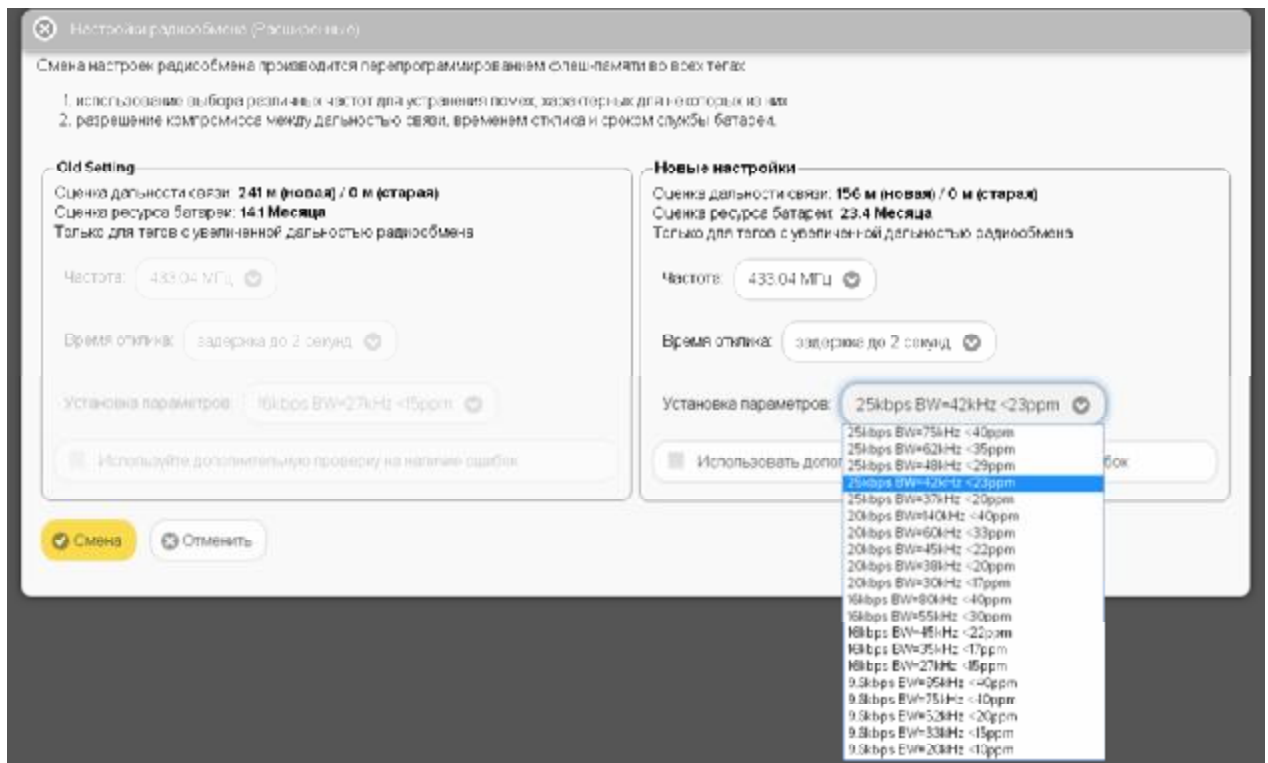 Настройки радиообмена (Расширенные)
Смена настроек радиообмена производится перепрограммированием флеш-памяти во всех тегах
1. использование выбора различных частот для устранения помех, характерных для некоторых из них
2. разрешение компромисса между дальностью связи, временем отклика и сроком службы батареи.
Old Setting
Оценка дальности связи: 241 м (новая) / 0 м (старая)
Оценка ресурса батареи: 14.1 Месяца
Только для тегов с увеличенной дальностью радиообмена
Частота: 433.04 МГц
Время отклика: задержка до 2 секунд
Установка параметров: 16kbps BW=27kHz <15ppm
Используйте дополнительную проверку на наличие ошибок
Новые настройки
Оценка дальности связи: 156 м (новая) / 0 м (старая)
Оценка ресурса батареи: 23.4 Месяца
Только для тегов с увеличенной дальностью радиообмена
Частота: 433.04 МГц
Время отклика: задержка до 2 секунд
Установка параметров: 25kbps BW=42kHz <23ppm
25kbps BW=75kHz <40ppm
25kbps BW=62kHz <35ppm
25kbps BW=48kHz <29ppm
25kbps BW=42kHz <23ppm
25kbps BW=37kHz <20ppm
20kbps BW=140kHz <40ppm
20kbps BW=60kHz <33ppm
20kbps BW=45kHz <22ppm
20kbps BW=38kHz <20ppm
20kbps BW=30kHz <17ppm
16kbps BW=80kHz <40ppm
16kbps BW=55kHz <30ppm
16kbps BW=45kHz <22ppm
16kbps BW=35kHz <17ppm
16kbps BW=27kHz <15ppm
9.8kbps BW=95kHz <40ppm
9.8kbps BW=75kHz <40ppm
9.8kbps BW=52kHz <20ppm
9.8kbps BW=33kHz <15ppm
9.8kbps BW=20kHz <10ppm
Использовать допол бок
Смена
Отменить